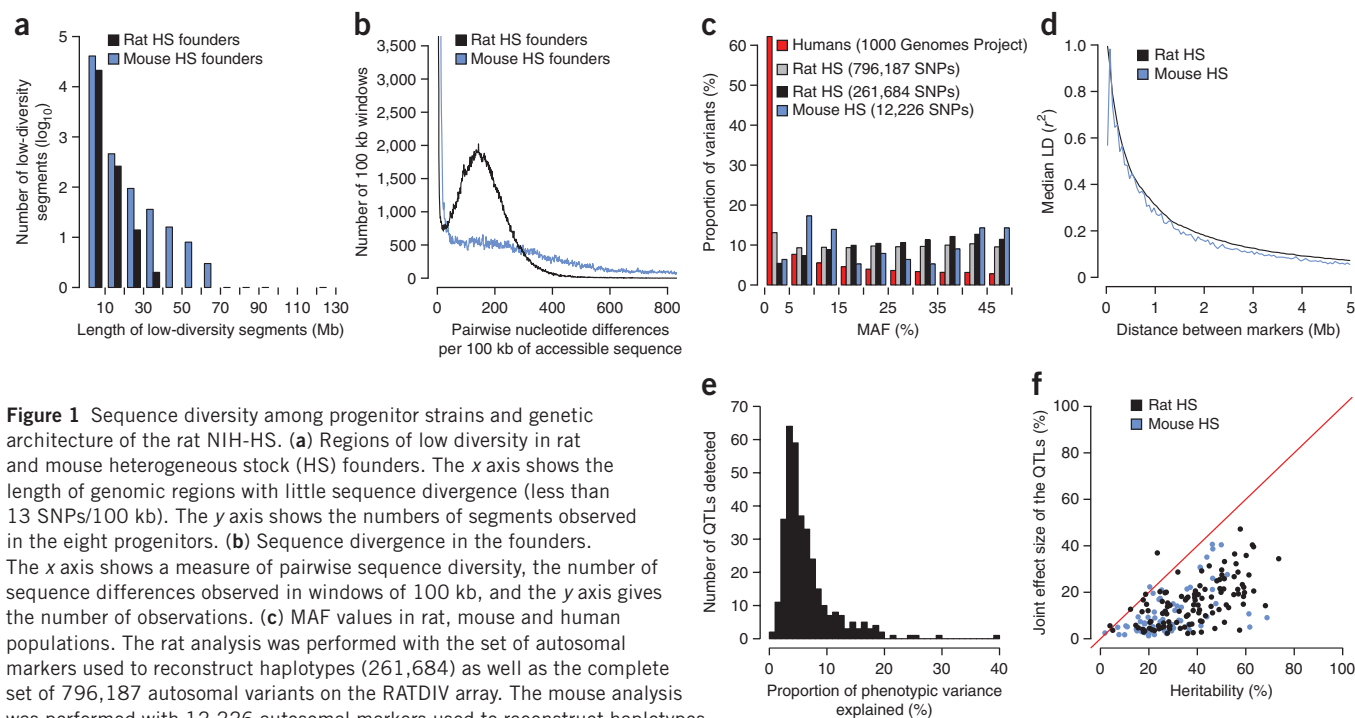 a
Number of low-diversity
segments (log10)
5
4
3
2
1
0
Rat HS founders
Mouse HS founders
10 30 50 70 90 110 130
Length of low-diversity segments (Mb)
b
Number of 100 kb windows
3,500
3,000
2,500
2,000
1,500
1,000
500
0
Rat HS founders
Mouse HS founders
0 200 400 600 800
Pairwise nucleotide differences
per 100 kb of accessible sequence
c
Proportion of variants (%)
60
50
40
30
20
10
0
Humans (1000 Genomes Project)
Rat HS (796,187 SNPs)
Rat HS (261,684 SNPs)
Mouse HS (12,226 SNPs)
0 5 15 25 35 45
MAF (%)
d
Median LD (r2)
1.0
0.8
0.6
0.4
0.2
0
Rat HS
Mouse HS
0 1 2 3 4 5
Distance between markers (Mb)
e
Number of QTLs detected
70
60
50
40
30
20
10
0
0 10 20 30 40
Proportion of phenotypic variance
explained (%)
f
Joint effect size of the QTLs (%)
100
80
60
40
20
0
Rat HS
Mouse HS
0 20 40 60 80 100
Heritability (%)
Figure 1 Sequence diversity among progenitor strains and genetic
architecture of the rat NIH-HS. (a) Regions of low diversity in rat
and mouse heterogeneous stock (HS) founders. The x axis shows the
length of genomic regions with little sequence divergence (less than
13 SNPs/100 kb). The y axis shows the numbers of segments observed
in the eight progenitors. (b) Sequence divergence in the founders.
The x axis shows a measure of pairwise sequence diversity, the number of
sequence differences observed in windows of 100 kb, and the y axis gives
the number of observations. (c) MAF values in rat, mouse and human
populations. The rat analysis was performed with the set of autosomal
markers used to reconstruct haplotypes (261,684) as well as the complete
set of 796,187 autosomal variants on the RATDIV array. The mouse analysis
was performed with 12,226 autosomal markers used to reconstruct haplotypes